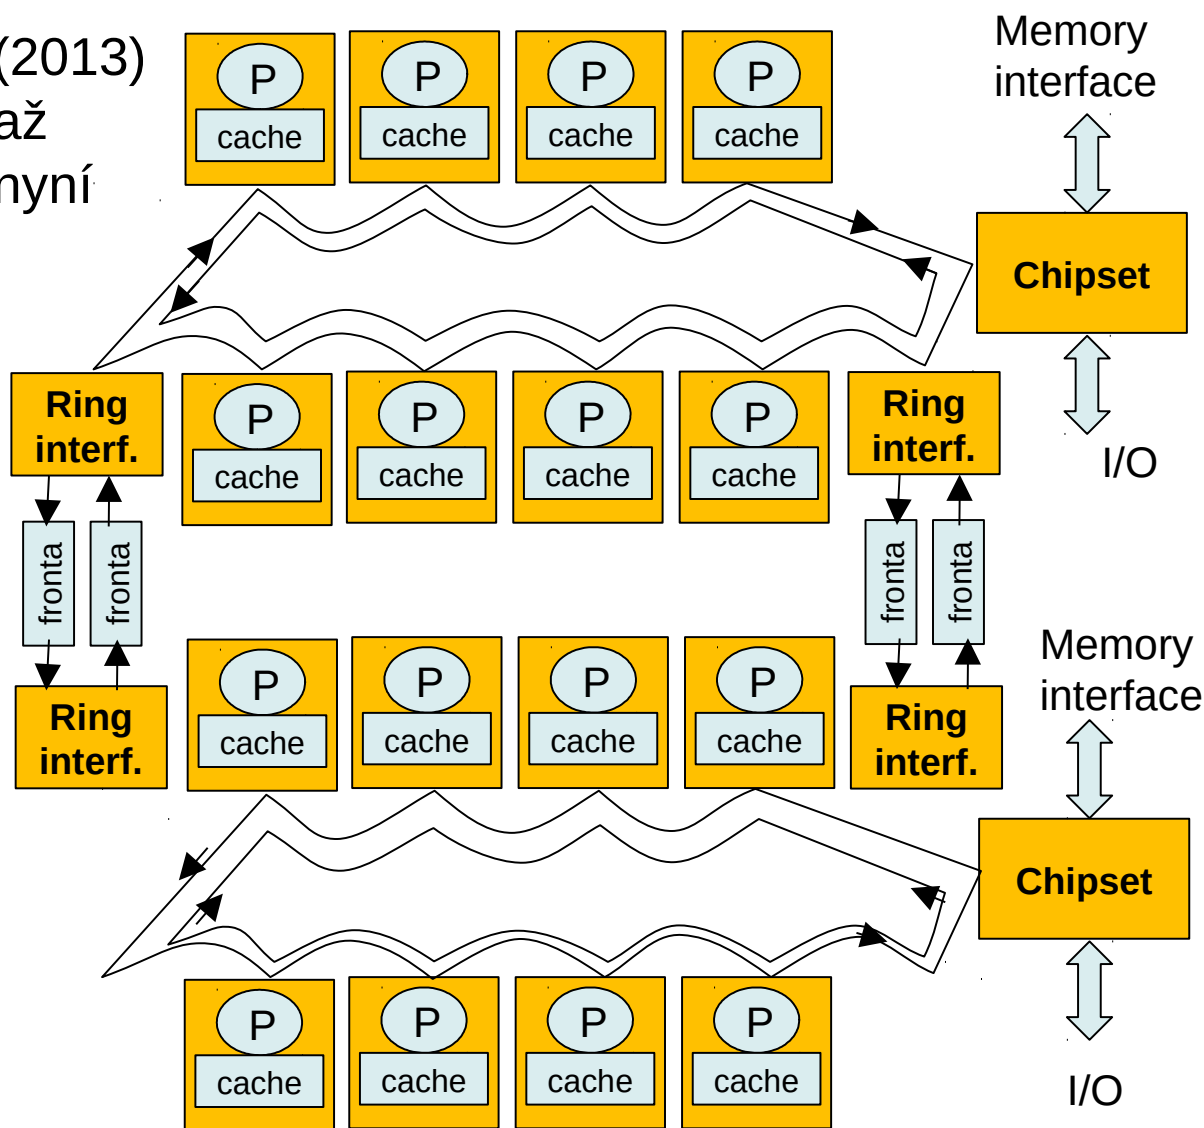 (2013)
až
nyní
P P P P
cache cache cache cache
Memory
interface
Chipset
I/O
Ring
interf.
P P P P
cache cache cache cache
Ring
interf.
fronta fronta
fronta fronta
Ring
interf.
P P P P
cache cache cache cache
Ring
interf.
Memory
interface
Chipset
I/O
P P P P
cache cache cache cache